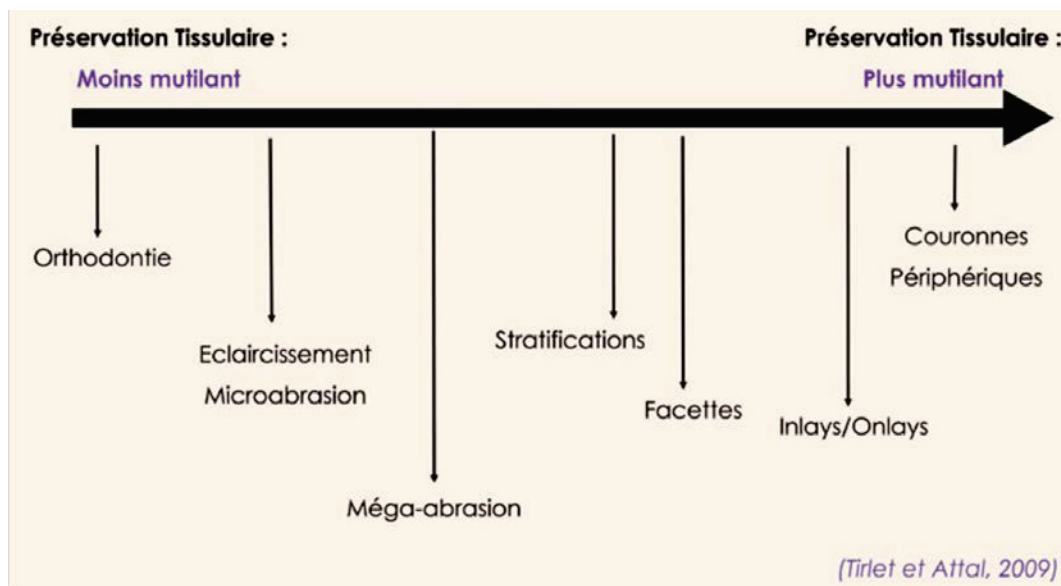 Préservation Tissulaire :
Moins mutilant
Préservation Tissulaire :
Plus mutilant
Orthodontie
Eclaircissement
Microabrasion
Méga-abrasion
Stratifications
Facettes
Inlays/Onlays
Couronnes
Périphériques
(Tirlet et Attal, 2009)